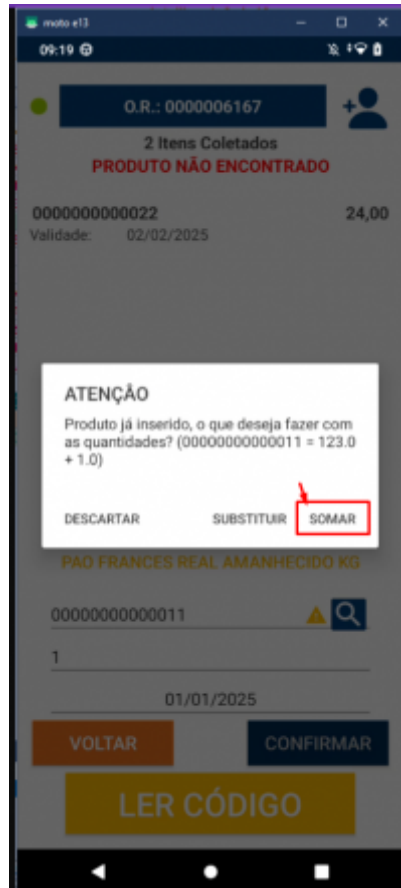 moto e13
09:19
O.R.: 0000006167
2 Itens Coletados
PRODUTO NÃO ENCONTRADO
0000000000022 24,00
Validade: 02/02/2025
ATENÇÃO
Produto já inserido, o que deseja fazer com
as quantidades? (00000000000011 = 123.0
+ 1.0)
DESCARTAR SUBSTITUIR SOMAR
PAO FRANCES REAL AMANHECIDO KG
00000000000011
1
01/01/2025
VOLTAR CONFIRMAR
LER CÓDIGO